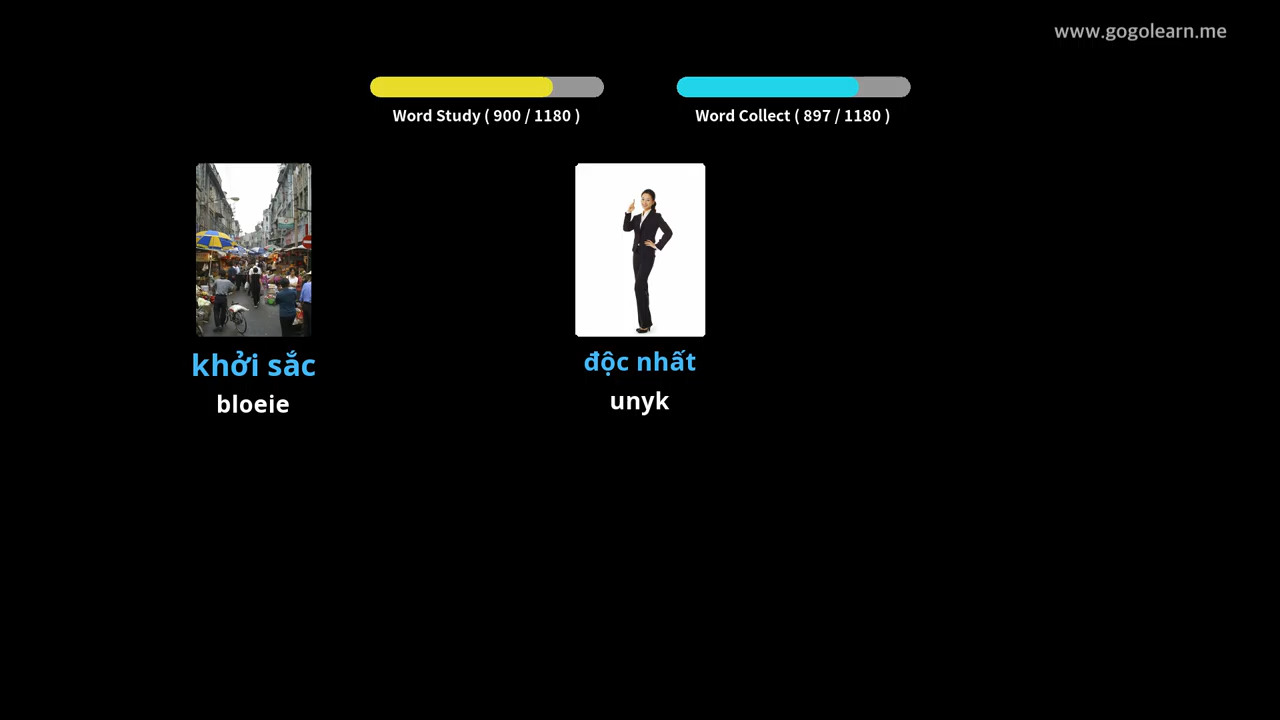 www.gogolearn.me
Word Study ( 900 / 1180 )
Word Collect ( 897 / 1180 )
khởi sắc
bloeie
độc nhất
unyk